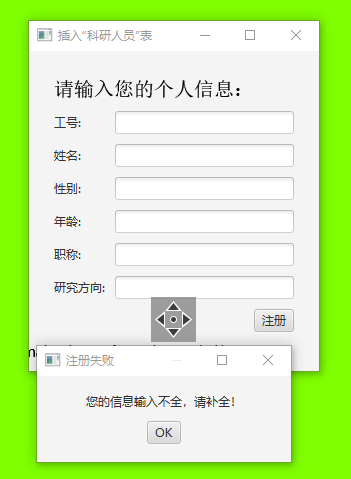 插入“科研人员”表
请输入您的个人信息：
工号:
姓名:
性别:
年龄:
职称:
研究方向:
注册
注册失败
您的信息输入不全，请补全！
OK